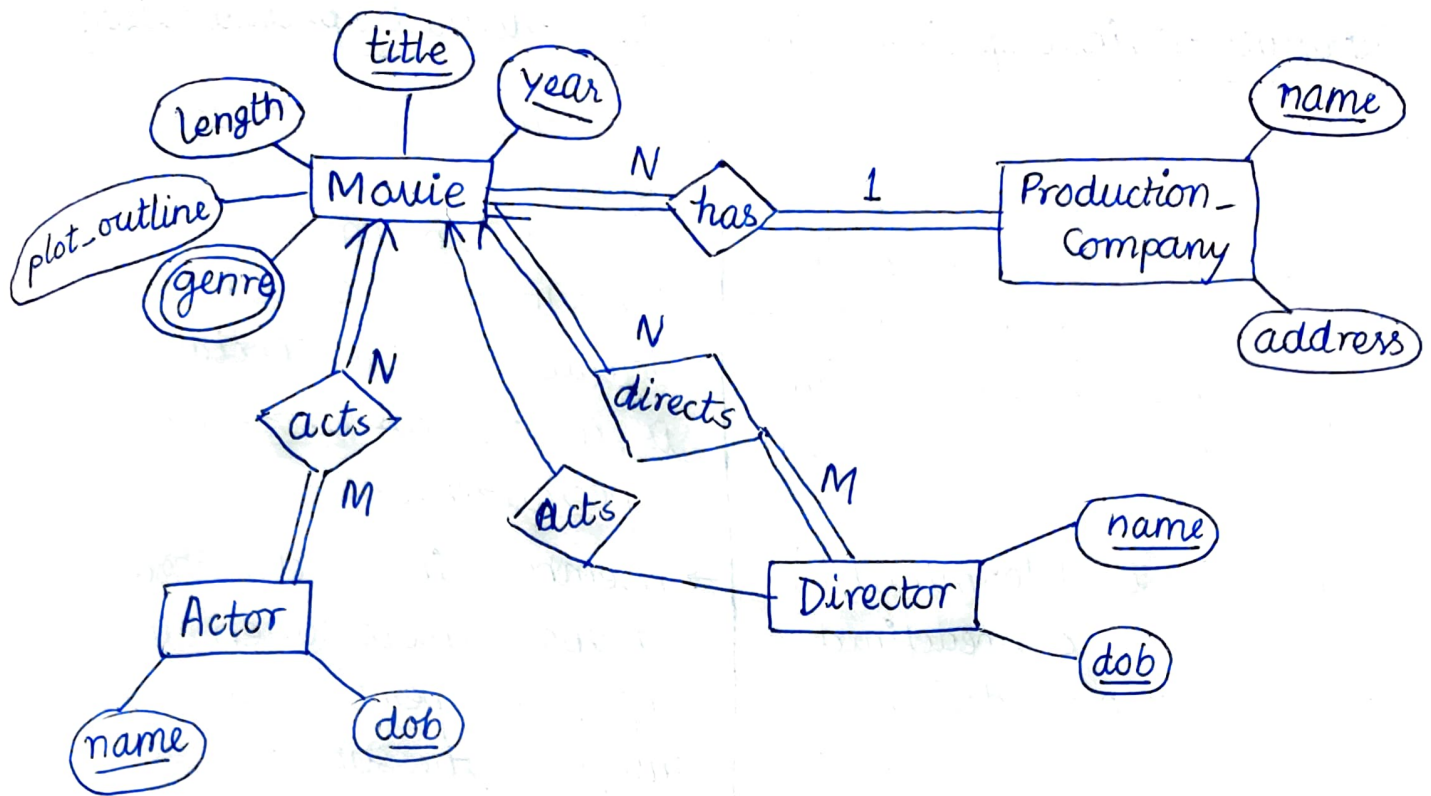 title
year
length
name
Movie
N
1
has
Production_
Company
plot_outline
genre
address
N
N
directs
acts
M
M
acts
name
Actor
Director
dob
name
dob